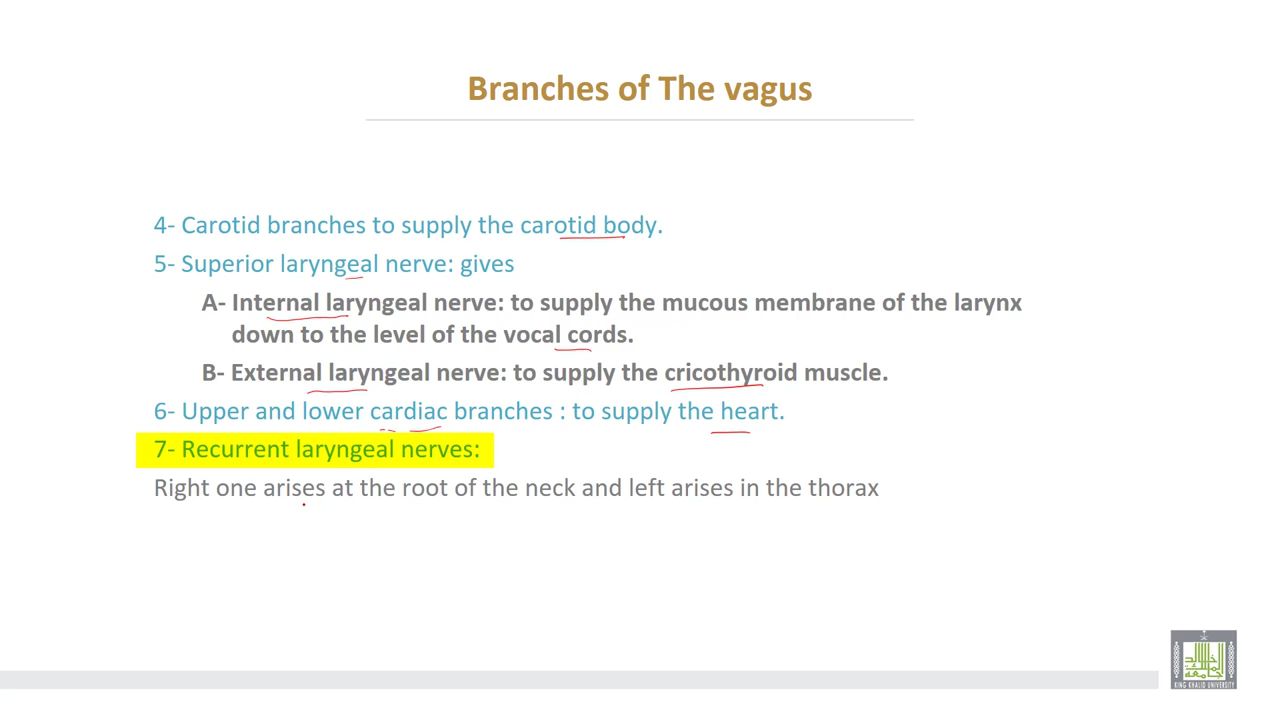 Branches of The vagus
4- Carotid branches to supply the carotid body.
5- Superior laryngeal nerve: gives
A- Internal laryngeal nerve: to supply the mucous membrane of the larynx
down to the level of the vocal cords.
B- External laryngeal nerve: to supply the cricothyroid muscle.
6- Upper and lower cardiac branches : to supply the heart.
7- Recurrent laryngeal nerves:
Right one arises at the root of the neck and left arises in the thorax
KING KHALID UNIVERSITY